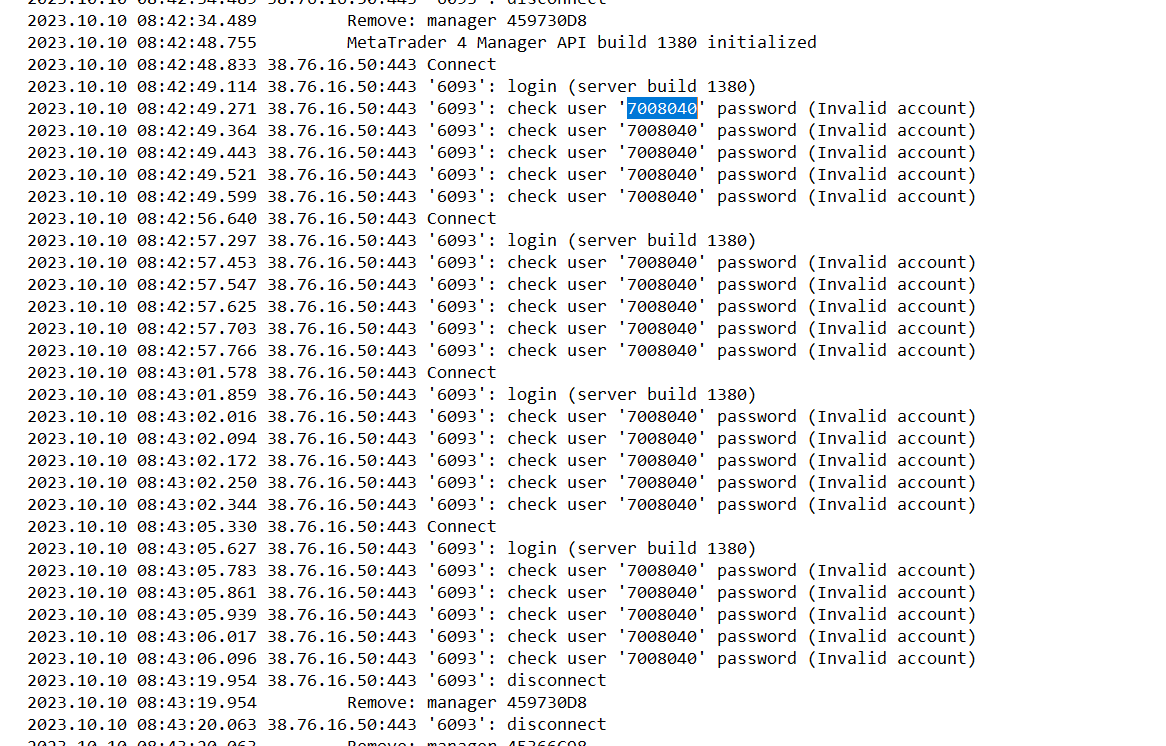 2023.10.10 08:42:34.489 38.76.16.50:443 '6093': disconnect
2023.10.10 08:42:34.489         Remove: manager 459730D8
2023.10.10 08:42:48.755         MetaTrader 4 Manager API build 1380 initialized
2023.10.10 08:42:48.833 38.76.16.50:443 Connect
2023.10.10 08:42:49.114 38.76.16.50:443 '6093': login (server build 1380)
2023.10.10 08:42:49.271 38.76.16.50:443 '6093': check user '7008040' password (Invalid account)
2023.10.10 08:42:49.364 38.76.16.50:443 '6093': check user '7008040' password (Invalid account)
2023.10.10 08:42:49.443 38.76.16.50:443 '6093': check user '7008040' password (Invalid account)
2023.10.10 08:42:49.521 38.76.16.50:443 '6093': check user '7008040' password (Invalid account)
2023.10.10 08:42:49.599 38.76.16.50:443 '6093': check user '7008040' password (Invalid account)
2023.10.10 08:42:56.640 38.76.16.50:443 Connect
2023.10.10 08:42:57.297 38.76.16.50:443 '6093': login (server build 1380)
2023.10.10 08:42:57.453 38.76.16.50:443 '6093': check user '7008040' password (Invalid account)
2023.10.10 08:42:57.547 38.76.16.50:443 '6093': check user '7008040' password (Invalid account)
2023.10.10 08:42:57.625 38.76.16.50:443 '6093': check user '7008040' password (Invalid account)
2023.10.10 08:42:57.703 38.76.16.50:443 '6093': check user '7008040' password (Invalid account)
2023.10.10 08:42:57.766 38.76.16.50:443 '6093': check user '7008040' password (Invalid account)
2023.10.10 08:43:01.578 38.76.16.50:443 Connect
2023.10.10 08:43:01.859 38.76.16.50:443 '6093': login (server build 1380)
2023.10.10 08:43:02.016 38.76.16.50:443 '6093': check user '7008040' password (Invalid account)
2023.10.10 08:43:02.094 38.76.16.50:443 '6093': check user '7008040' password (Invalid account)
2023.10.10 08:43:02.172 38.76.16.50:443 '6093': check user '7008040' password (Invalid account)
2023.10.10 08:43:02.250 38.76.16.50:443 '6093': check user '7008040' password (Invalid account)
2023.10.10 08:43:02.344 38.76.16.50:443 '6093': check user '7008040' password (Invalid account)
2023.10.10 08:43:05.330 38.76.16.50:443 Connect
2023.10.10 08:43:05.627 38.76.16.50:443 '6093': login (server build 1380)
2023.10.10 08:43:05.783 38.76.16.50:443 '6093': check user '7008040' password (Invalid account)
2023.10.10 08:43:05.861 38.76.16.50:443 '6093': check user '7008040' password (Invalid account)
2023.10.10 08:43:05.939 38.76.16.50:443 '6093': check user '7008040' password (Invalid account)
2023.10.10 08:43:06.017 38.76.16.50:443 '6093': check user '7008040' password (Invalid account)
2023.10.10 08:43:06.096 38.76.16.50:443 '6093': check user '7008040' password (Invalid account)
2023.10.10 08:43:19.954 38.76.16.50:443 '6093': disconnect
2023.10.10 08:43:19.954         Remove: manager 459730D8
2023.10.10 08:43:20.063 38.76.16.50:443 '6093': disconnect
2023.10.10 08:43:20.063         Remove: manager